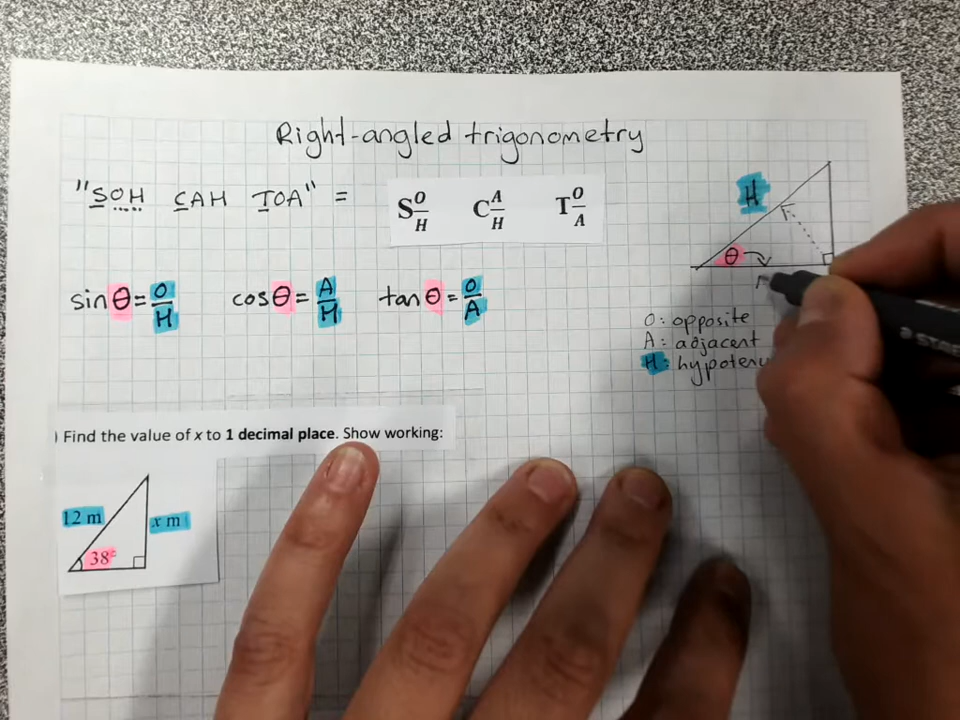 Right-angled trigonometry
"SOH CAH TOA" = S O/H C A/H T O/A
H
θ
A
sinθ = O/H cosθ = A/H tanθ = O/A
O: opposite
A: adjacent
H:
) Find the value of x to 1 decimal place. Show working:
12 m
x m
38°